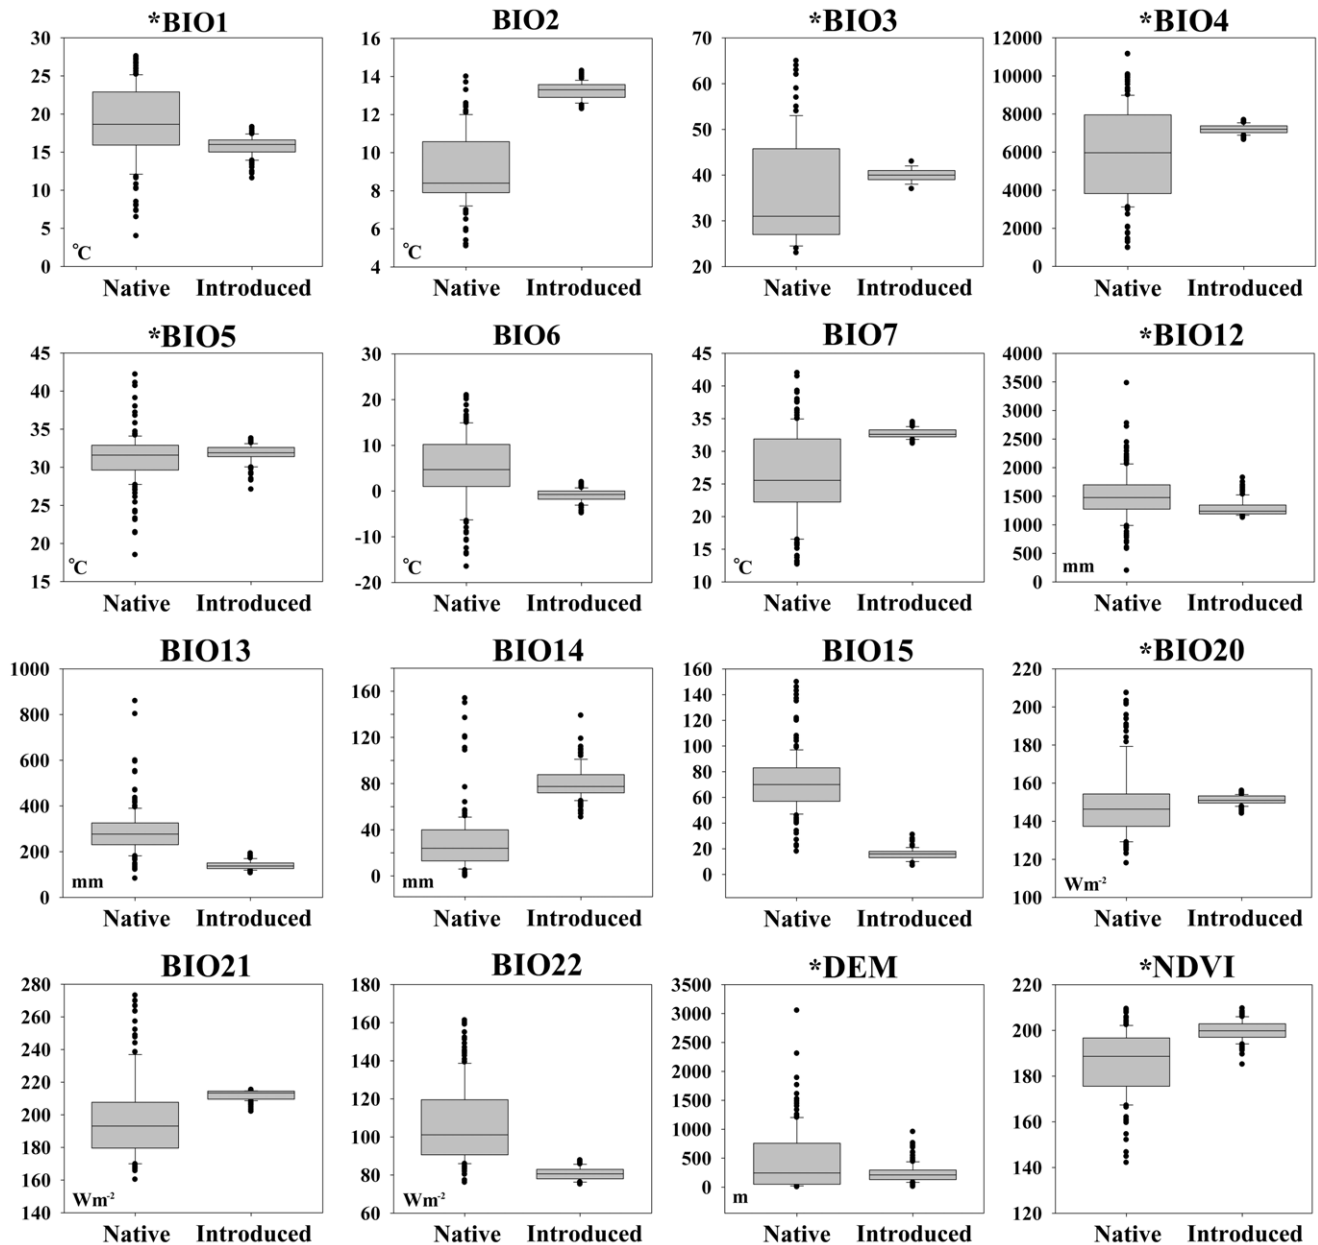 *BIO1 BIO2 *BIO3 *BIO4
30 16 70 12000
25 14 60 10000
20 12 50 8000
15 10 40 6000
10 8 30 4000
5 6 20 2000
0 4 0
°C °C
Native Introduced Native Introduced Native Introduced Native Introduced
*BIO5 BIO6 BIO7 *BIO12
45 30 45 4000
40 20 40 3500
35 10 35 3000
30 0 30 2500
25 -10 25 2000
20 -20 20 1500
15 15 1000
10 500
0
°C °C °C mm
Native Introduced Native Introduced Native Introduced Native Introduced
BIO13 BIO14 BIO15 *BIO20
1000 160 160 220
800 120 140 200
600 80 120 180
400 40 100 160
200 0 80 140
0 60 120
40 100
20
0
mm mm Wm-2
Native Introduced Native Introduced Native Introduced Native Introduced
BIO21 BIO22 *DEM *NDVI
280 180 3500 220
260 160 3000 200
240 140 2500 180
220 120 2000 160
200 100 1500 140
180 80 1000 120
160 60 500
140 0
Wm-2 Wm-2 m
Native Introduced Native Introduced Native Introduced Native Introduced